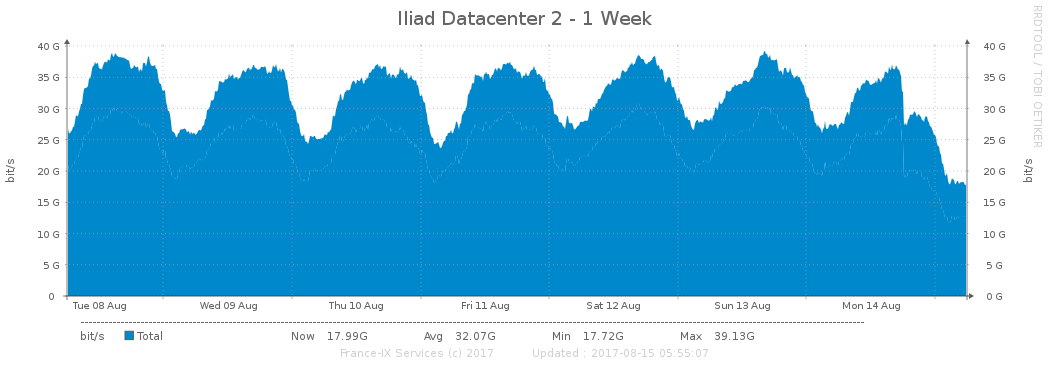 Iliad Datacenter 2 - 1 Week
RRDTOOL / TOBI OETIKER
bit/s
bit/s
40 G 40 G
35 G 35 G
30 G 30 G
25 G 25 G
20 G 20 G
15 G 15 G
10 G 10 G
5 G 5 G
0 0 G
Tue 08 Aug Wed 09 Aug Thu 10 Aug Fri 11 Aug Sat 12 Aug Sun 13 Aug Mon 14 Aug
bit/s Total Now 17.99G Avg 32.07G Min 17.72G Max 39.13G
France-IX Services (c) 2017 Updated : 2017-08-15 05:55:07